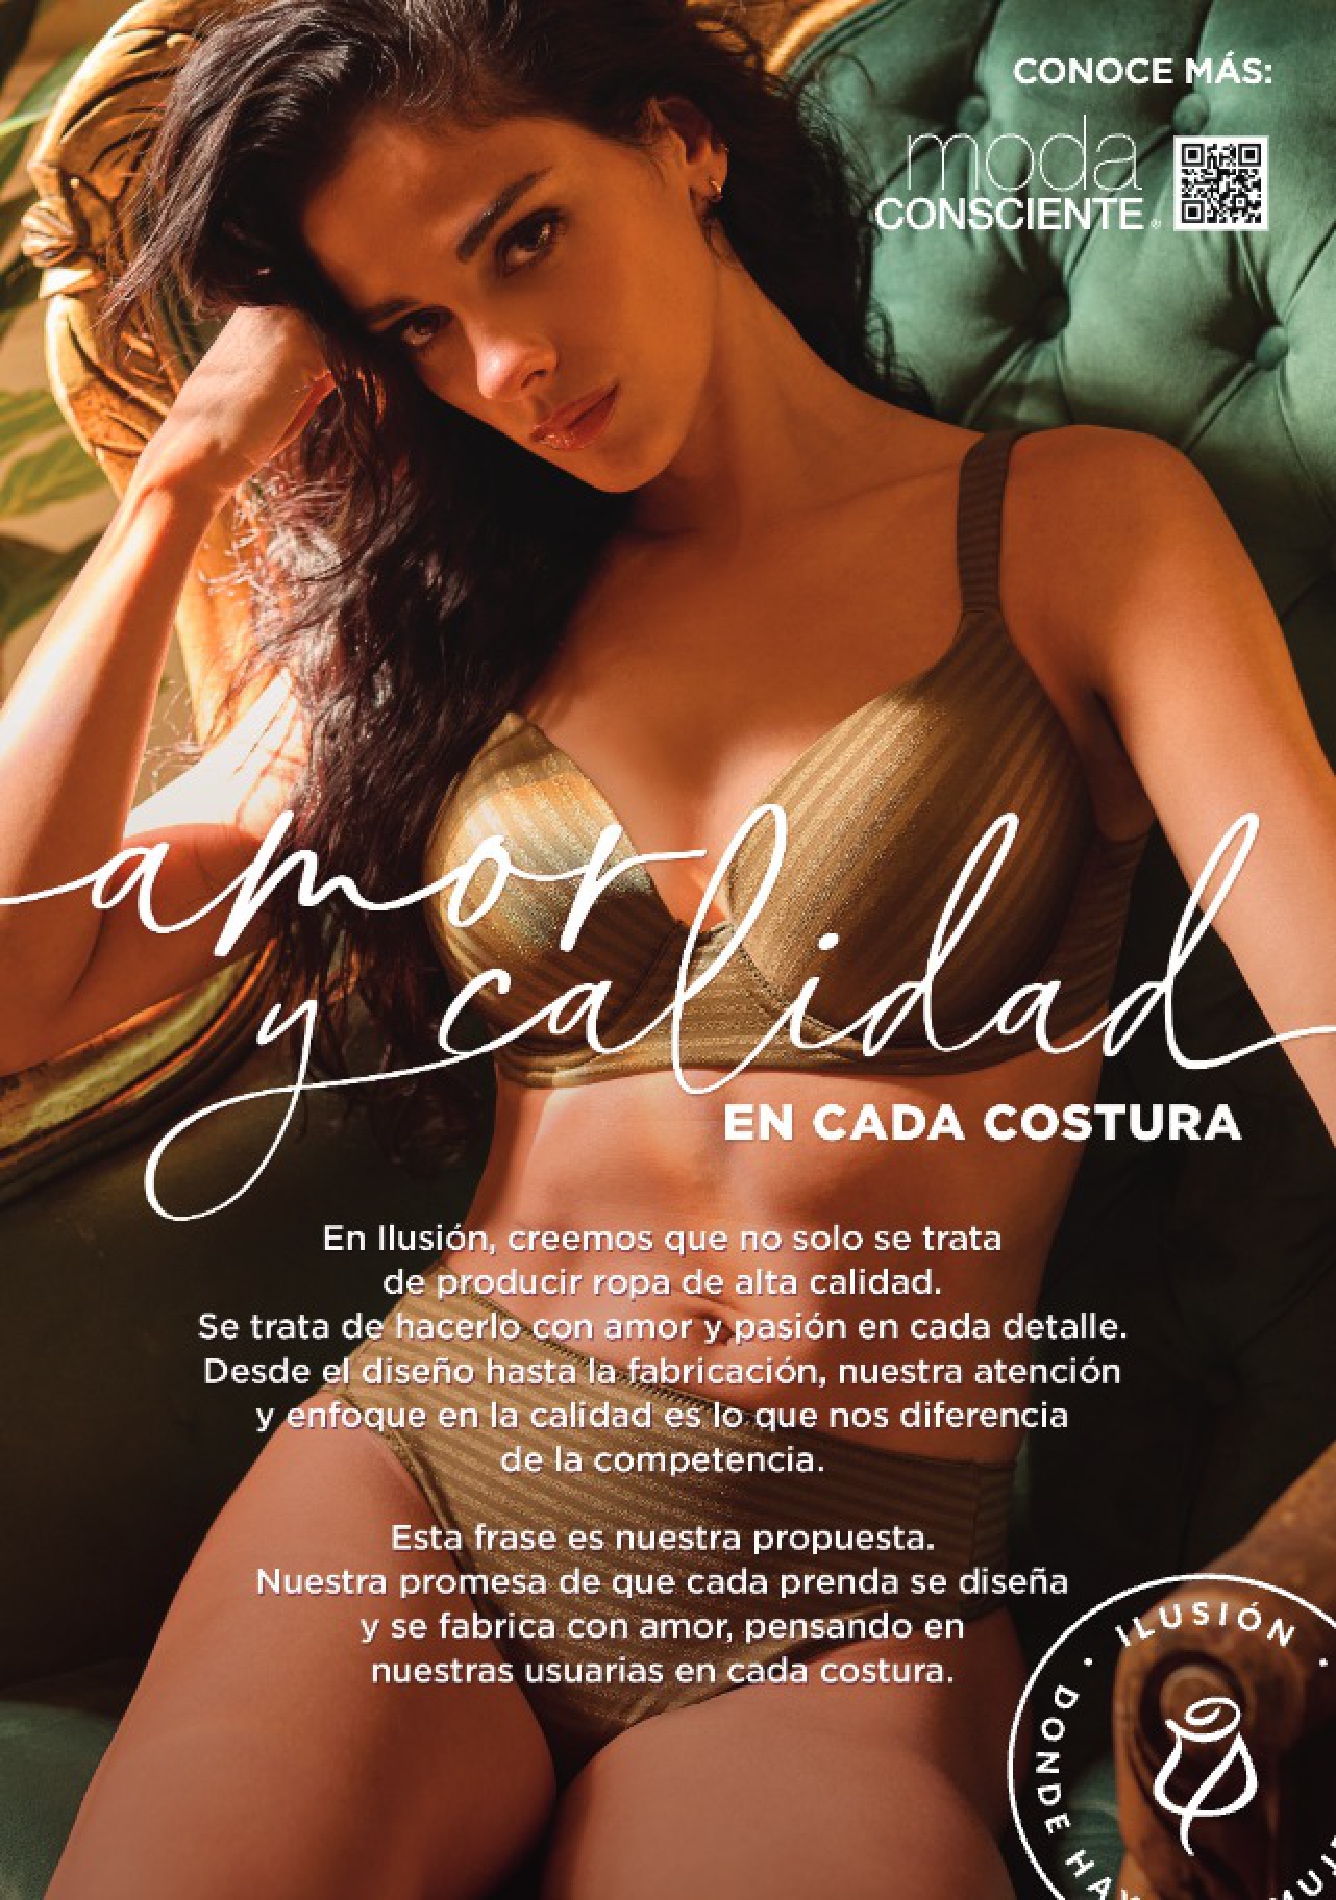 CONOCE MÁS:
moda
CONSCIENTE®
amor
y calidad
EN CADA COSTURA
En Ilusión, creemos que no solo se trata
de producir ropa de alta calidad.
Se trata de hacerlo con amor y pasión en cada detalle.
Desde el diseño hasta la fabricación, nuestra atención
y enfoque en la calidad es lo que nos diferencia
de la competencia.
Esta frase es nuestra propuesta.
Nuestra promesa de que cada prenda se diseña
y se fabrica con amor, pensando en
nuestras usuarias en cada costura.
· ILUSIÓN ·
DONDE